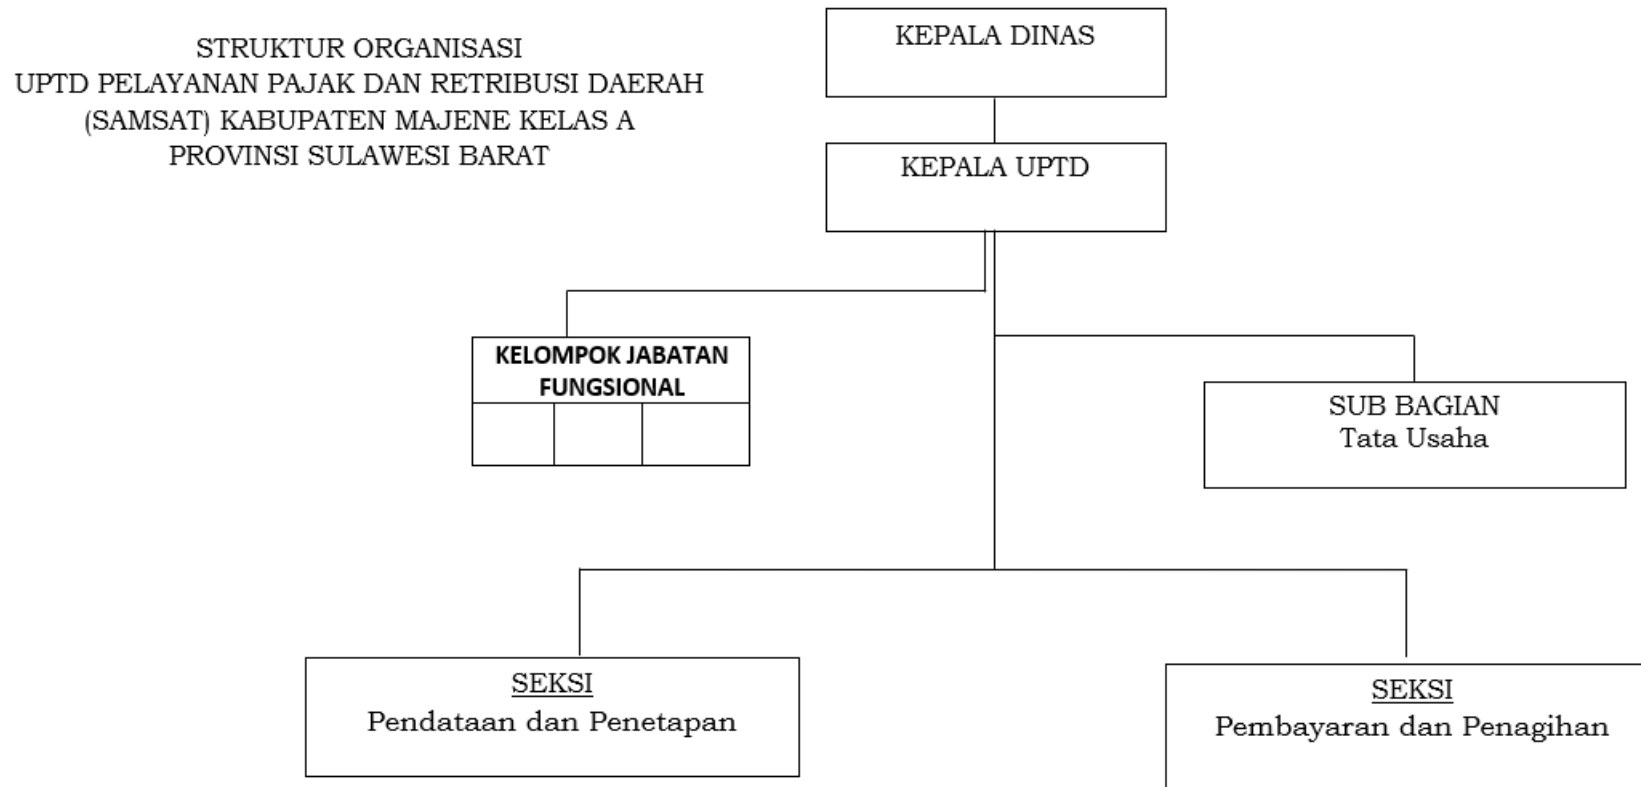 STRUKTUR ORGANISASI
UPTD PELAYANAN PAJAK DAN RETRIBUSI DAERAH
(SAMSAT) KABUPATEN MAJENE KELAS A
PROVINSI SULAWESI BARAT
KEPALA DINAS
KEPALA UPTD
KELOMPOK JABATAN
FUNGSIONAL
SUB BAGIAN
Tata Usaha
SEKSI
Pendataan dan Penetapan
SEKSI
Pembayaran dan Penagihan